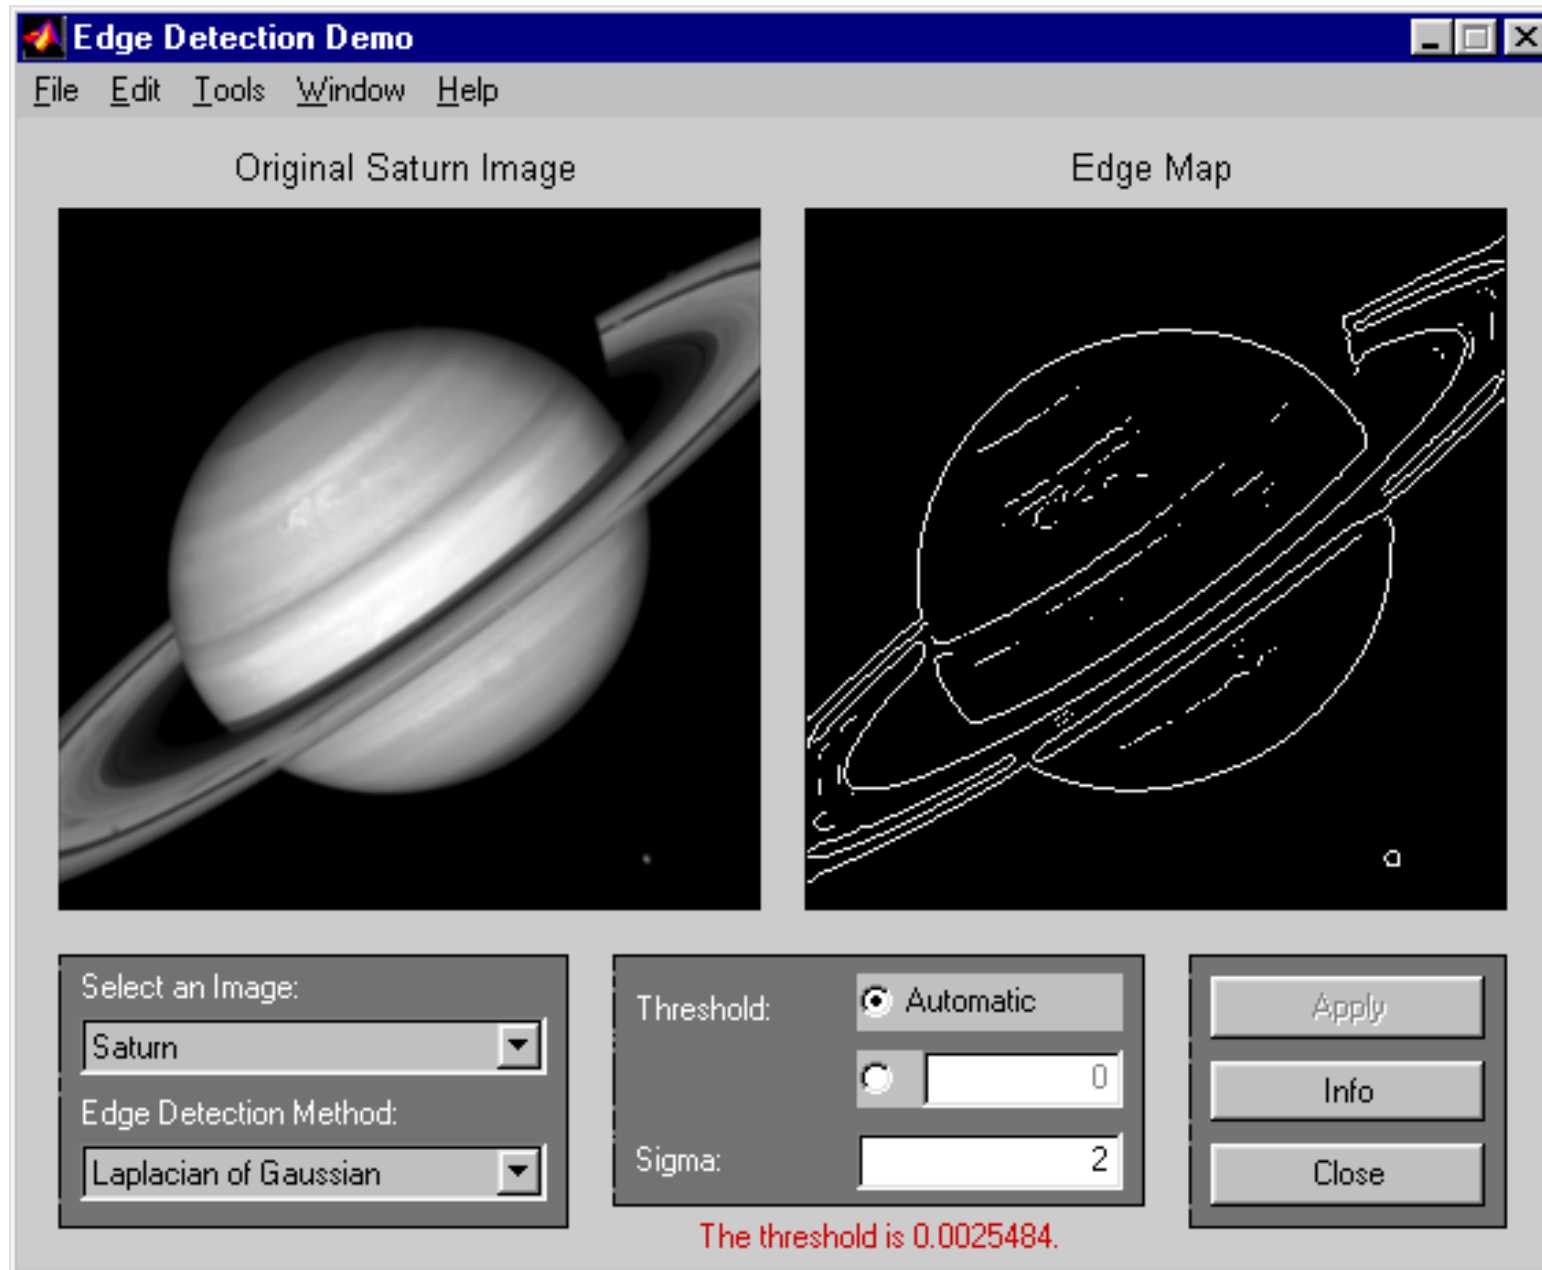 Edge Detection Demo
File Edit Tools Window Help
Original Saturn Image
Edge Map
Select an Image:
Saturn
Edge Detection Method:
Laplacian of Gaussian
Threshold:
Automatic
0
Sigma:
2
The threshold is 0.0025484.
Apply
Info
Close